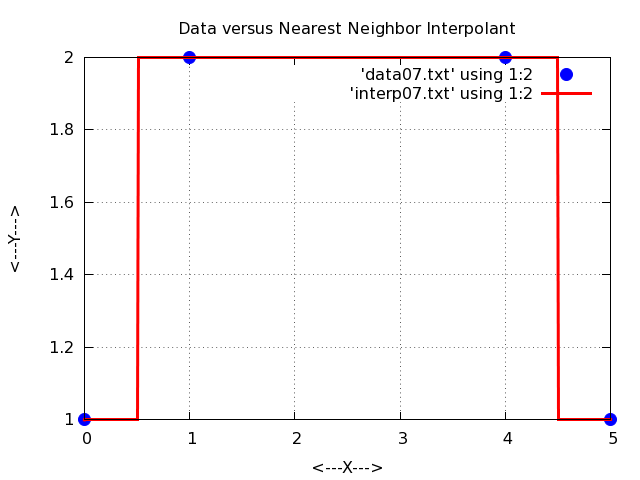 Data versus Nearest Neighbor Interpolant
2
'data07.txt' using 1:2
'interp07.txt' using 1:2
1.8
1.6
<---Y--->
1.4
1.2
1
0 1 2 3 4 5
<---X--->